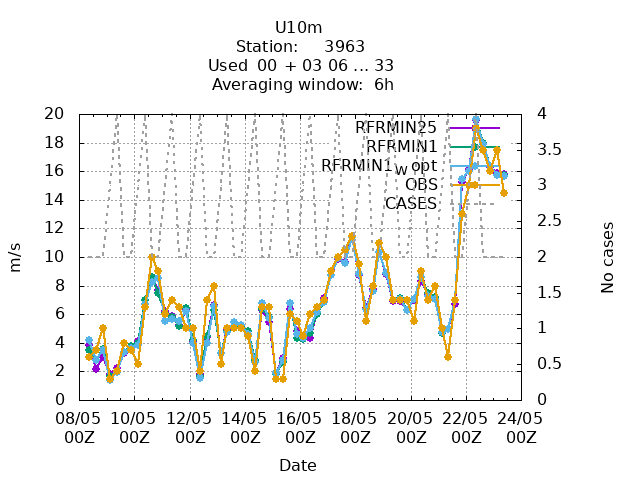 U10m
Station: 3963
Used 00 + 03 06 ... 33
Averaging window: 6h
20 4
18 3.5
16 3
14 2.5
12 2
10 1.5
8 1
6 0.5
4 0
2
0
m/s
No cases
RFRMIN25
RFRMIN1
RFRMIN1w opt
OBS
CASES
08/05 10/05 12/05 14/05 16/05 18/05 20/05 22/05 24/05
00Z 00Z 00Z 00Z 00Z 00Z 00Z 00Z 00Z
Date